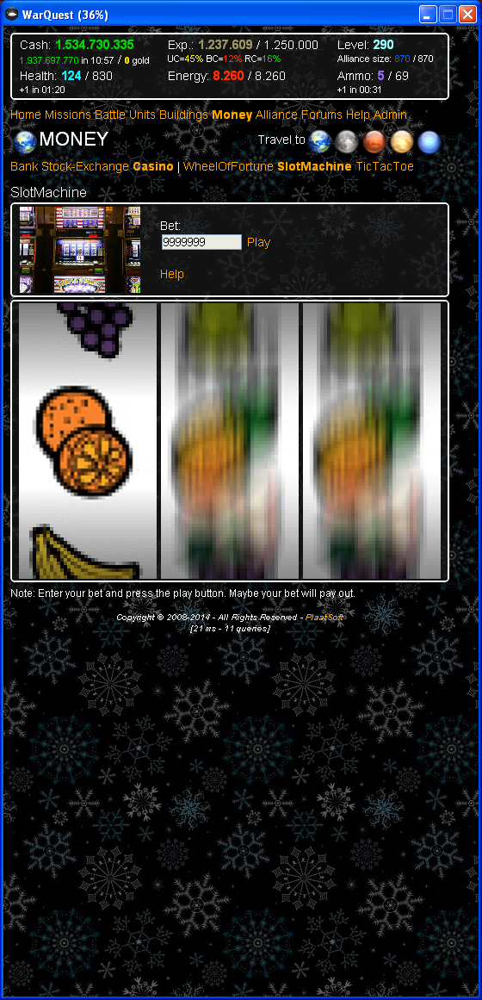 WarQuest (36%)
Cash: 1.534.730.335 Exp.: 1.237.609 / 1.250.000 Level: 290
1.937.697.770 in 10:57 / 0 gold UC=45% BC=12% RC=16% Alliance size: 870 / 870
Health: 124 / 830 Energy: 8.260 / 8.260 Ammo: 5 / 69
+1 in 01:20 +1 in 00:31
Home Missions Battle Units Buildings Money Alliance Forums Help Admin
MONEY Travel to
Bank Stock-Exchange Casino | WheelOfFortune SlotMachine TicTacToe
SlotMachine
Bet:
9999999 Play
Help
Note: Enter your bet and press the play button. Maybe your bet will pay out.
Copyright © 2008-2014 - All Rights Reserved - PlaatSoft
[21 ms - 11 queries]